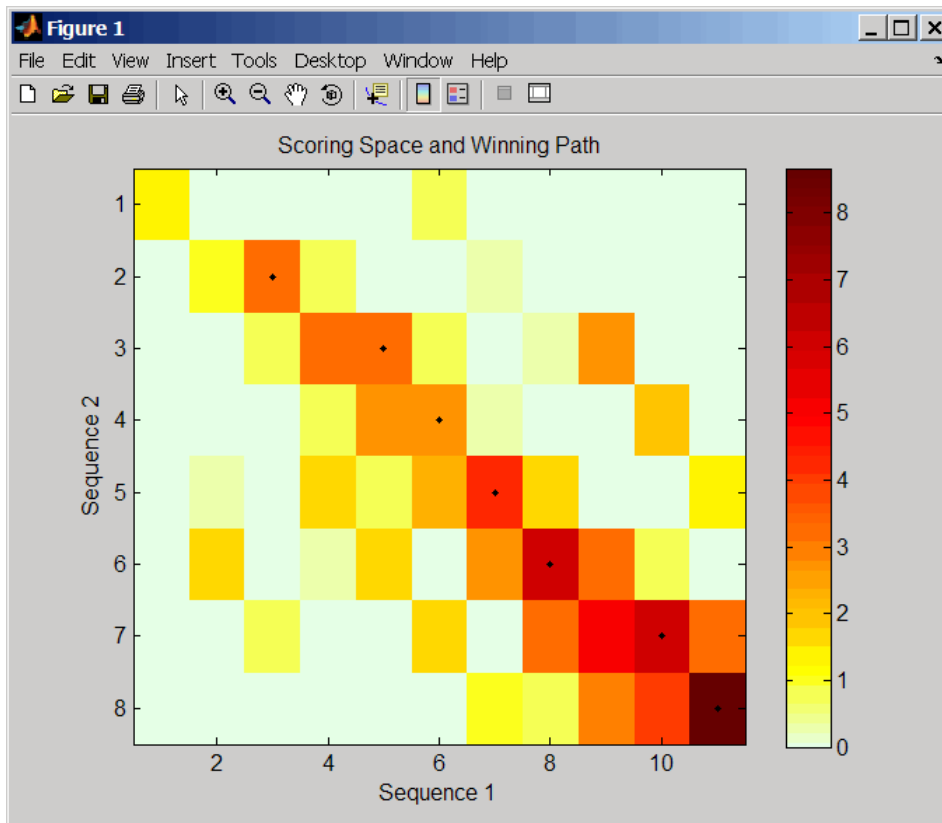 Figure 1
File Edit View Insert Tools Desktop Window Help
Scoring Space and Winning Path
1
2
3
4
5
6
7
8
Sequence 2
2 4 6 8 10
Sequence 1
8
7
6
5
4
3
2
1
0